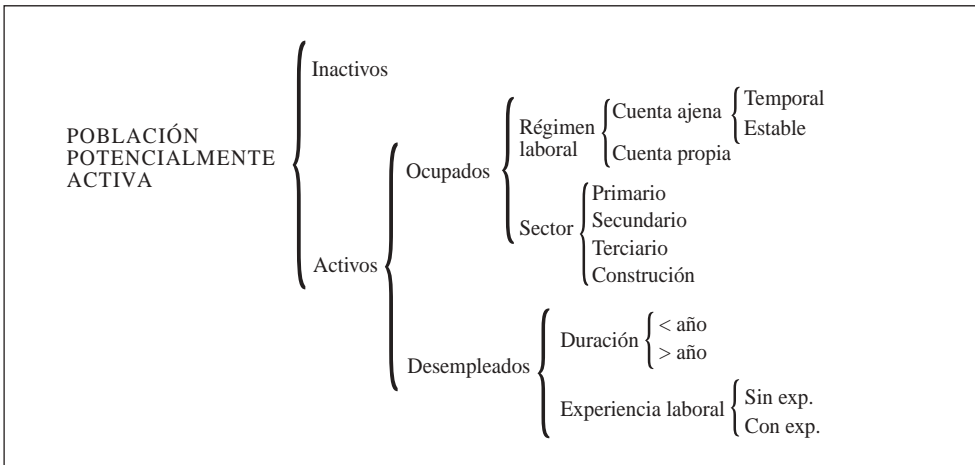 POBLACIÓN
POTENCIALMENTE
ACTIVA
Inactivos
Activos
Ocupados
Régimen
laboral
Cuenta ajena
Temporal
Estable
Cuenta propia
Sector
Primario
Secundario
Terciario
Construción
Desempleados
Duración
< año
> año
Experiencia laboral
Sin exp.
Con exp.